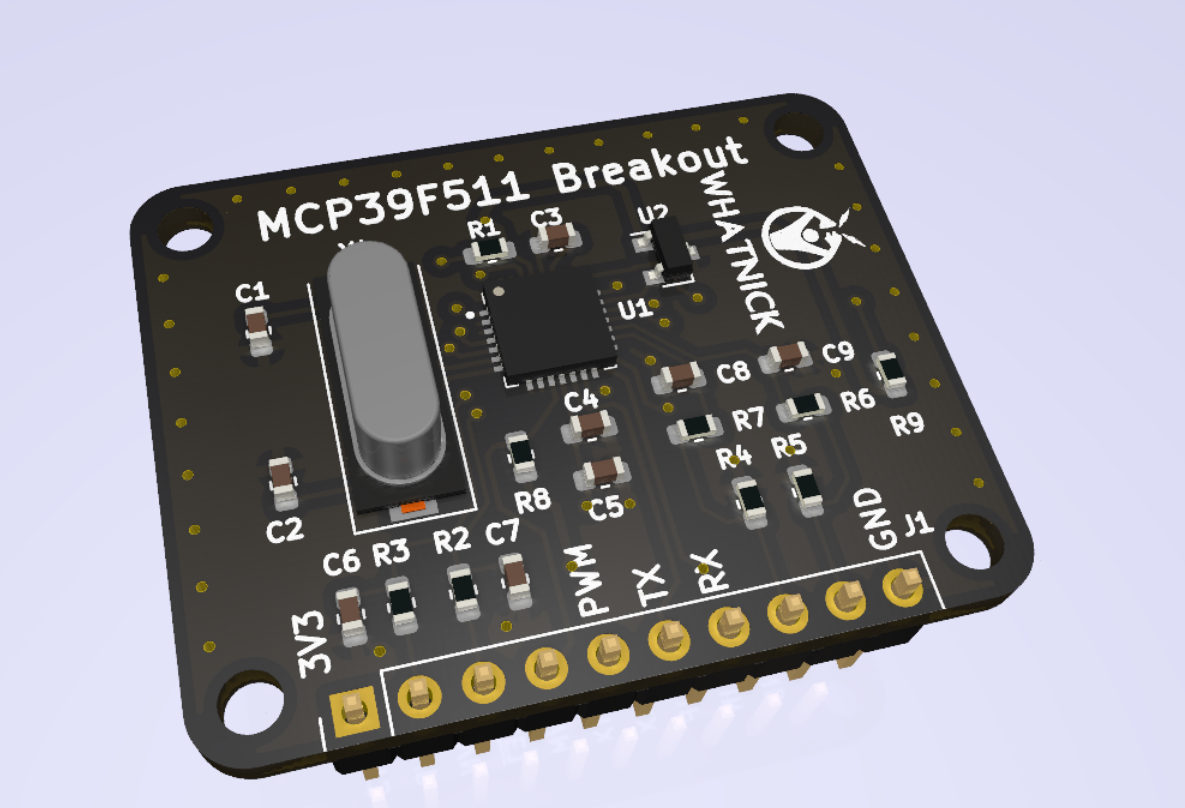 MCP39F511 Breakout
WHATNICK
R1
C3
U2
C1
U1
C8
C9
C4
R7
R6
R9
R4
R5
R8
C5
C2
C6
R3
R2
C7
3V3
PWM
TX
RX
GND
J1